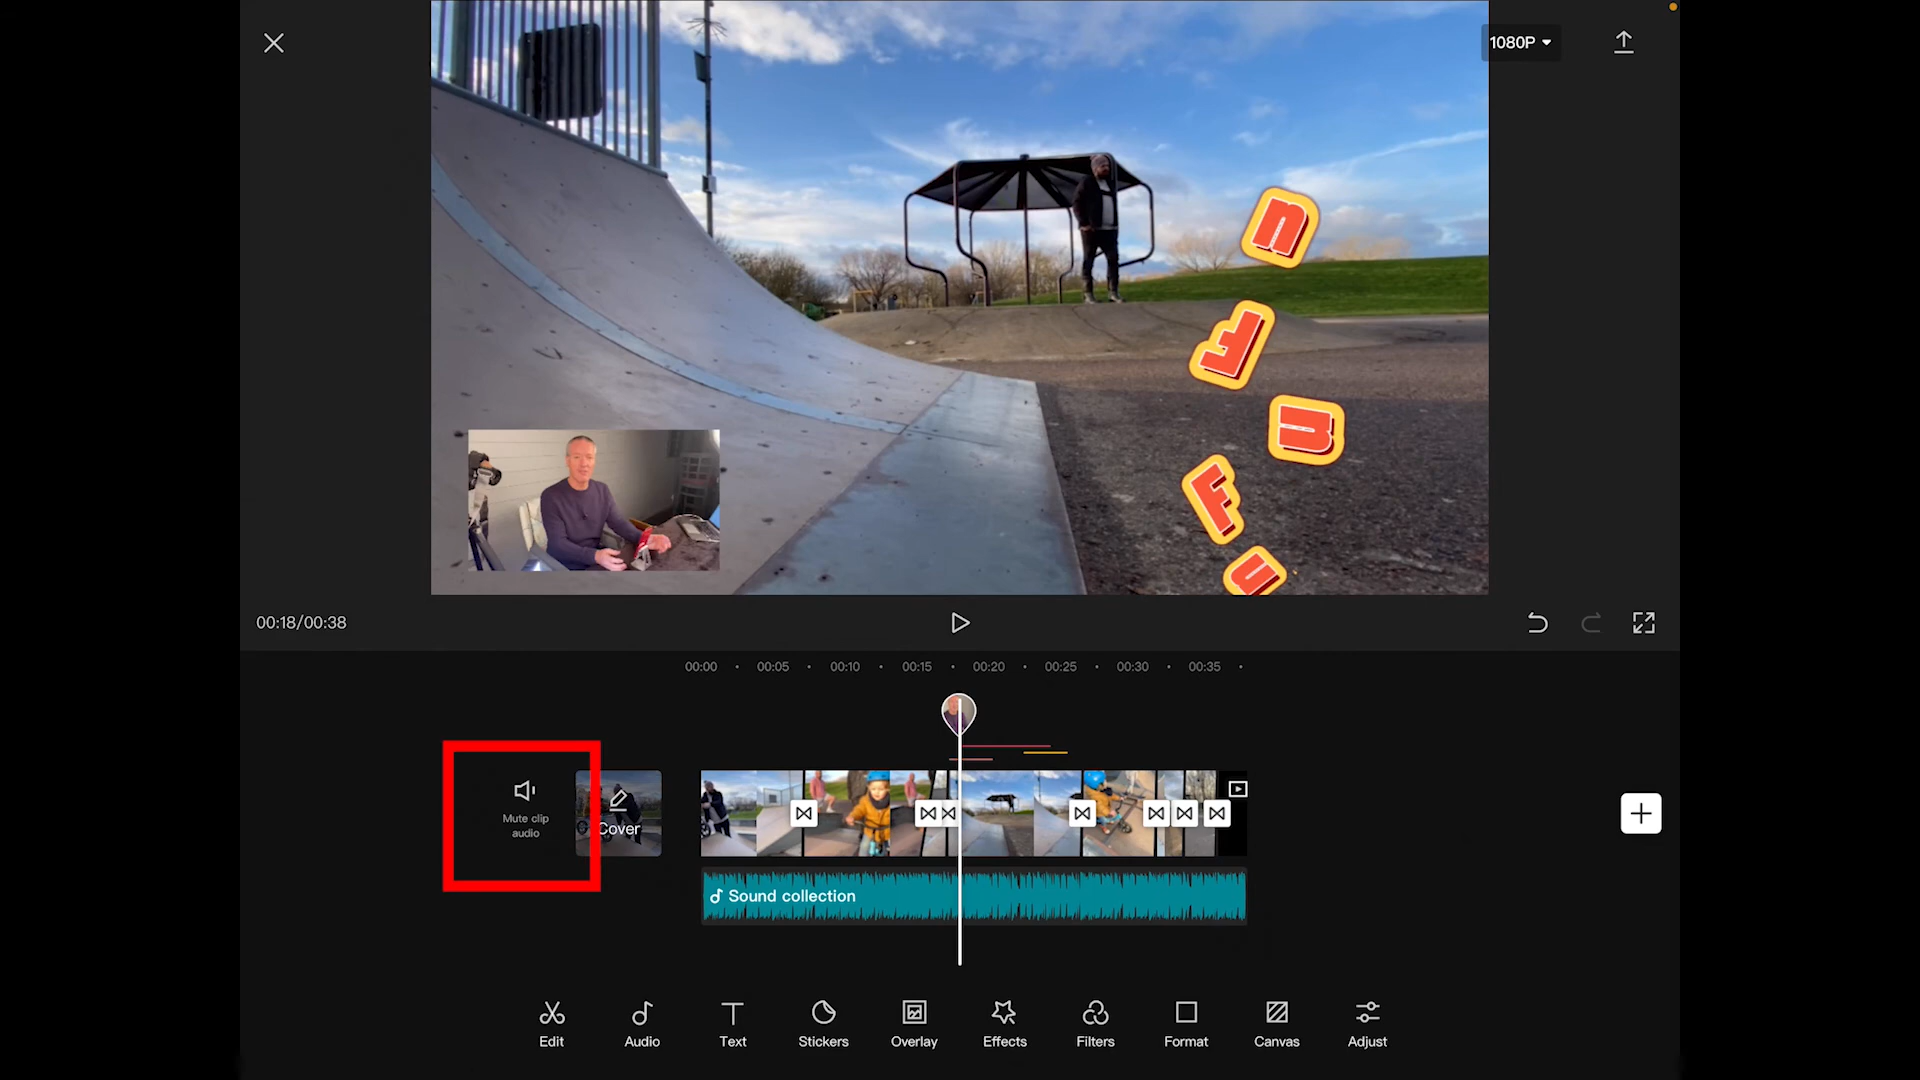 1080P
n
F
u
F
u
00:18/00:38
00:00 00:05 00:10 00:15 00:20 00:25 00:30 00:35
Mute clip
audio
Cover
Sound collection
Edit Audio Text Stickers Overlay Effects Filters Format Canvas Adjust